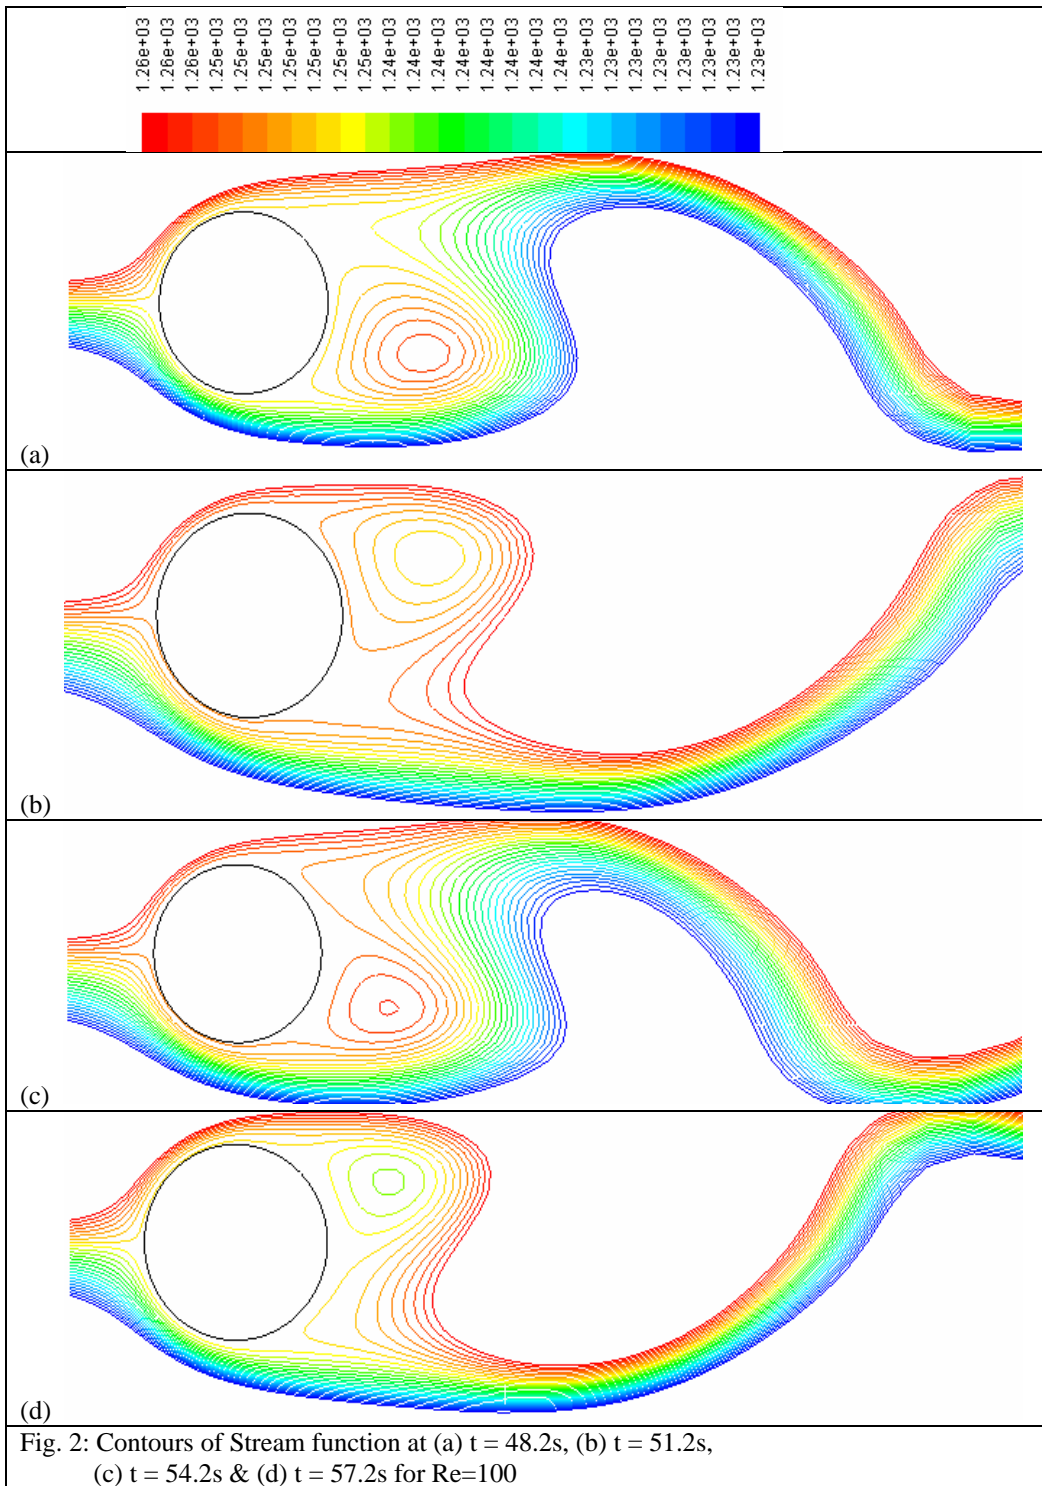 1.26e+03
1.26e+03
1.26e+03
1.25e+03
1.25e+03
1.25e+03
1.25e+03
1.25e+03
1.25e+03
1.25e+03
1.24e+03
1.24e+03
1.24e+03
1.24e+03
1.24e+03
1.24e+03
1.24e+03
1.24e+03
1.23e+03
1.23e+03
1.23e+03
1.23e+03
1.23e+03
1.23e+03
1.23e+03
1.23e+03
(a)
(b)
(c)
(d)
Fig. 2: Contours of Stream function at (a) t = 48.2s, (b) t = 51.2s,
(c) t = 54.2s & (d) t = 57.2s for Re=100